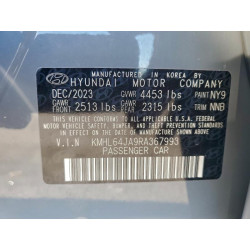 MANUFACTURED IN KOREA BY
HYUNDAI MOTOR COMPANY
DEC/2023 GVWR 4453 lbs PAINT NY9
GAWR FRONT 2513 lbs GAWR REAR 2315 lbs TRIM NNB
THIS VEHICLE CONFORMS TO ALL APPLICABLE
U.S.A. FEDERAL MOTOR VEHICLE SAFETY,
BUMPER, AND THEFT PREVENTION STANDARDS
IN EFFECT ON THE DATE OF MANUFACTURE
SHOWN ABOVE.
V.I.N KMHL64JA9RA367993
PASSENGER CAR